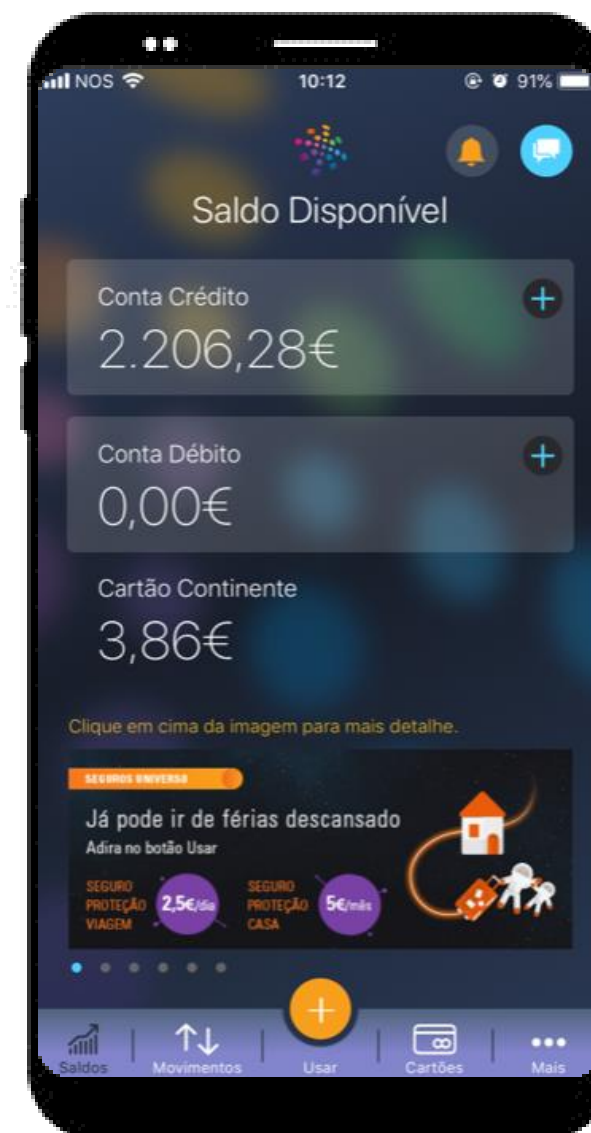 NOS 10:12 91%
Saldo Disponível
Conta Crédito
2.206,28€
Conta Débito
0,00€
Cartão Continente
3,86€
Clique em cima da imagem para mais detalhe.
SEGUROS UNIVERSO
Já pode ir de férias descansado
Adira no botão Usar
SEGURO
PROTEÇÃO
VIAGEM
2,5€/dia
SEGURO
PROTEÇÃO
CASA
5€/mês
Saldos Movimentos Usar Cartões Mais